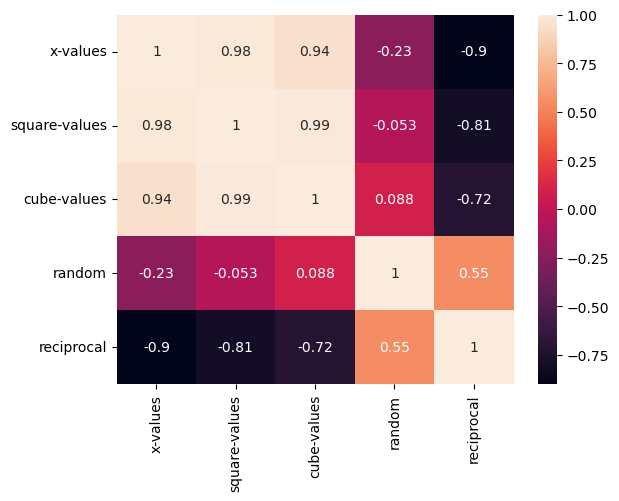 x-values 1 0.98 0.94 -0.23 -0.9
square-values 0.98 1 0.99 -0.053 -0.81
cube-values 0.94 0.99 1 0.088 -0.72
random -0.23 -0.053 0.088 1 0.55
reciprocal -0.9 -0.81 -0.72 0.55 1
x-values square-values cube-values random reciprocal
1.00
0.75
0.50
0.25
0.00
−0.25
−0.50
−0.75